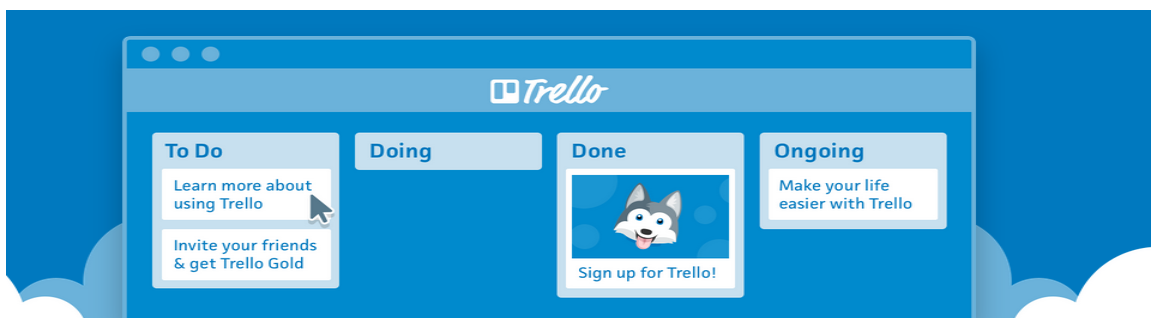 Trello
To Do
Learn more about
using Trello
Invite your friends
& get Trello Gold
Doing
Done
Sign up for Trello!
Ongoing
Make your life
easier with Trello